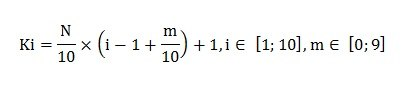 Ki = N/10 × (i − 1 + m/10) + 1, i ∈ [1; 10], m ∈ [0; 9]